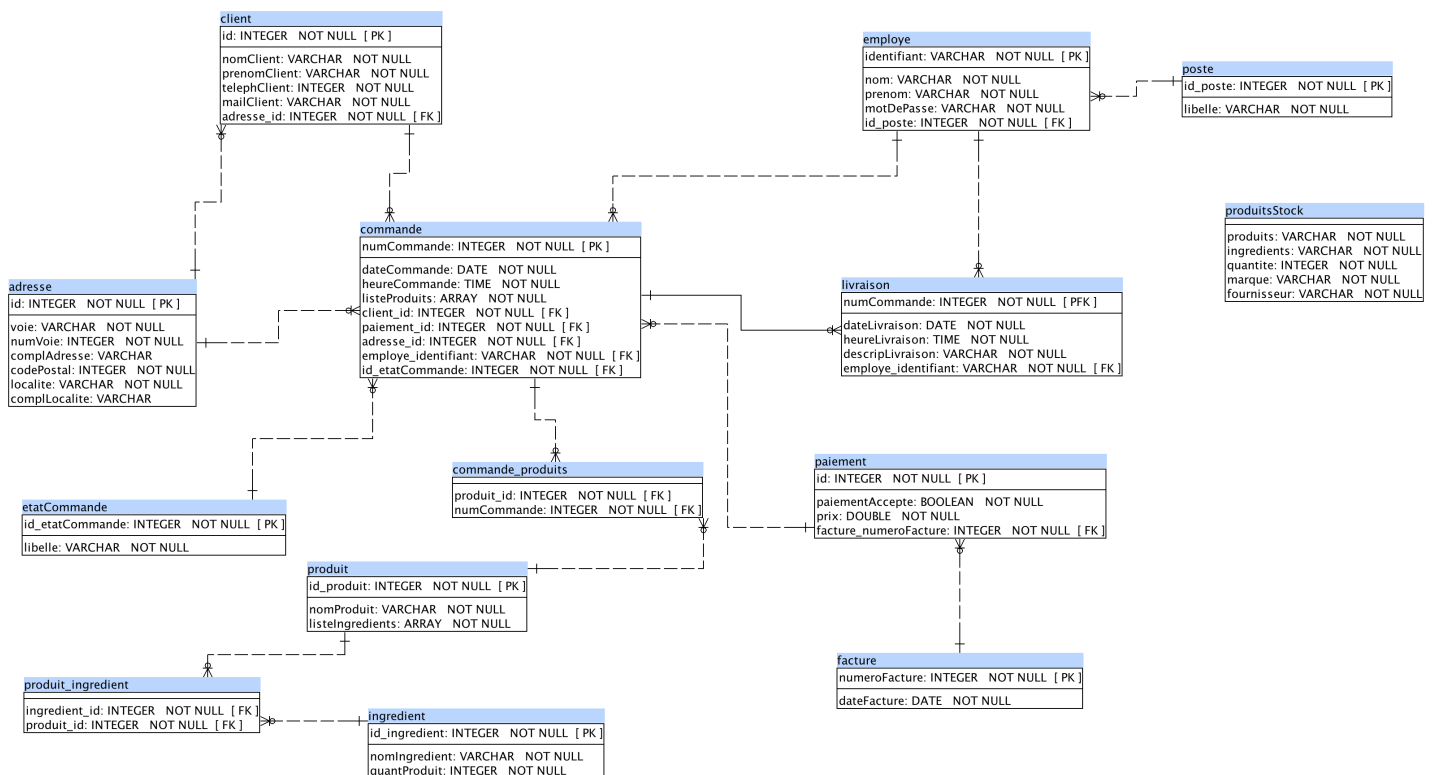 client
id: INTEGER NOT NULL [ PK ]
nomClient: VARCHAR NOT NULL
prenomClient: VARCHAR NOT NULL
telephClient: INTEGER NOT NULL
mailClient: VARCHAR NOT NULL
adresse_id: INTEGER NOT NULL [ FK ]
employe
identifiant: VARCHAR NOT NULL [ PK ]
nom: VARCHAR NOT NULL
prenom: VARCHAR NOT NULL
motDePasse: VARCHAR NOT NULL
id_poste: INTEGER NOT NULL [ FK ]
poste
id_poste: INTEGER NOT NULL [ PK ]
libelle: VARCHAR NOT NULL
produitsStock
produits: VARCHAR NOT NULL
ingredients: VARCHAR NOT NULL
quantite: INTEGER NOT NULL
marque: VARCHAR NOT NULL
fournisseur: VARCHAR NOT NULL
commande
numCommande: INTEGER NOT NULL [ PK ]
dateCommande: DATE NOT NULL
heureCommande: TIME NOT NULL
listeProduits: ARRAY NOT NULL
client_id: INTEGER NOT NULL [ FK ]
paiement_id: INTEGER NOT NULL [ FK ]
adresse_id: INTEGER NOT NULL [ FK ]
employe_identifiant: VARCHAR NOT NULL [ FK ]
id_etatCommande: INTEGER NOT NULL [ FK ]
adresse
id: INTEGER NOT NULL [ PK ]
voie: VARCHAR NOT NULL
numVoie: INTEGER NOT NULL
complAdresse: VARCHAR
codePostal: INTEGER NOT NULL
localite: VARCHAR NOT NULL
complLocalite: VARCHAR
livraison
numCommande: INTEGER NOT NULL [ PFK ]
dateLivraison: DATE NOT NULL
heureLivraison: TIME NOT NULL
descripLivraison: VARCHAR NOT NULL
employe_identifiant: VARCHAR NOT NULL [ FK ]
commande_produits
produit_id: INTEGER NOT NULL [ FK ]
numCommande: INTEGER NOT NULL [ FK ]
paiement
id: INTEGER NOT NULL [ PK ]
paiementAccepte: BOOLEAN NOT NULL
prix: DOUBLE NOT NULL
facture_numeroFacture: INTEGER NOT NULL [ FK ]
etatCommande
id_etatCommande: INTEGER NOT NULL [ PK ]
libelle: VARCHAR NOT NULL
produit
id_produit: INTEGER NOT NULL [ PK ]
nomProduit: VARCHAR NOT NULL
listeIngredients: ARRAY NOT NULL
facture
numeroFacture: INTEGER NOT NULL [ PK ]
dateFacture: DATE NOT NULL
produit_ingredient
ingredient_id: INTEGER NOT NULL [ FK ]
produit_id: INTEGER NOT NULL [ FK ]
ingredient
id_ingredient: INTEGER NOT NULL [ PK ]
nomIngredient: VARCHAR NOT NULL
quantProduit: INTEGER NOT NULL